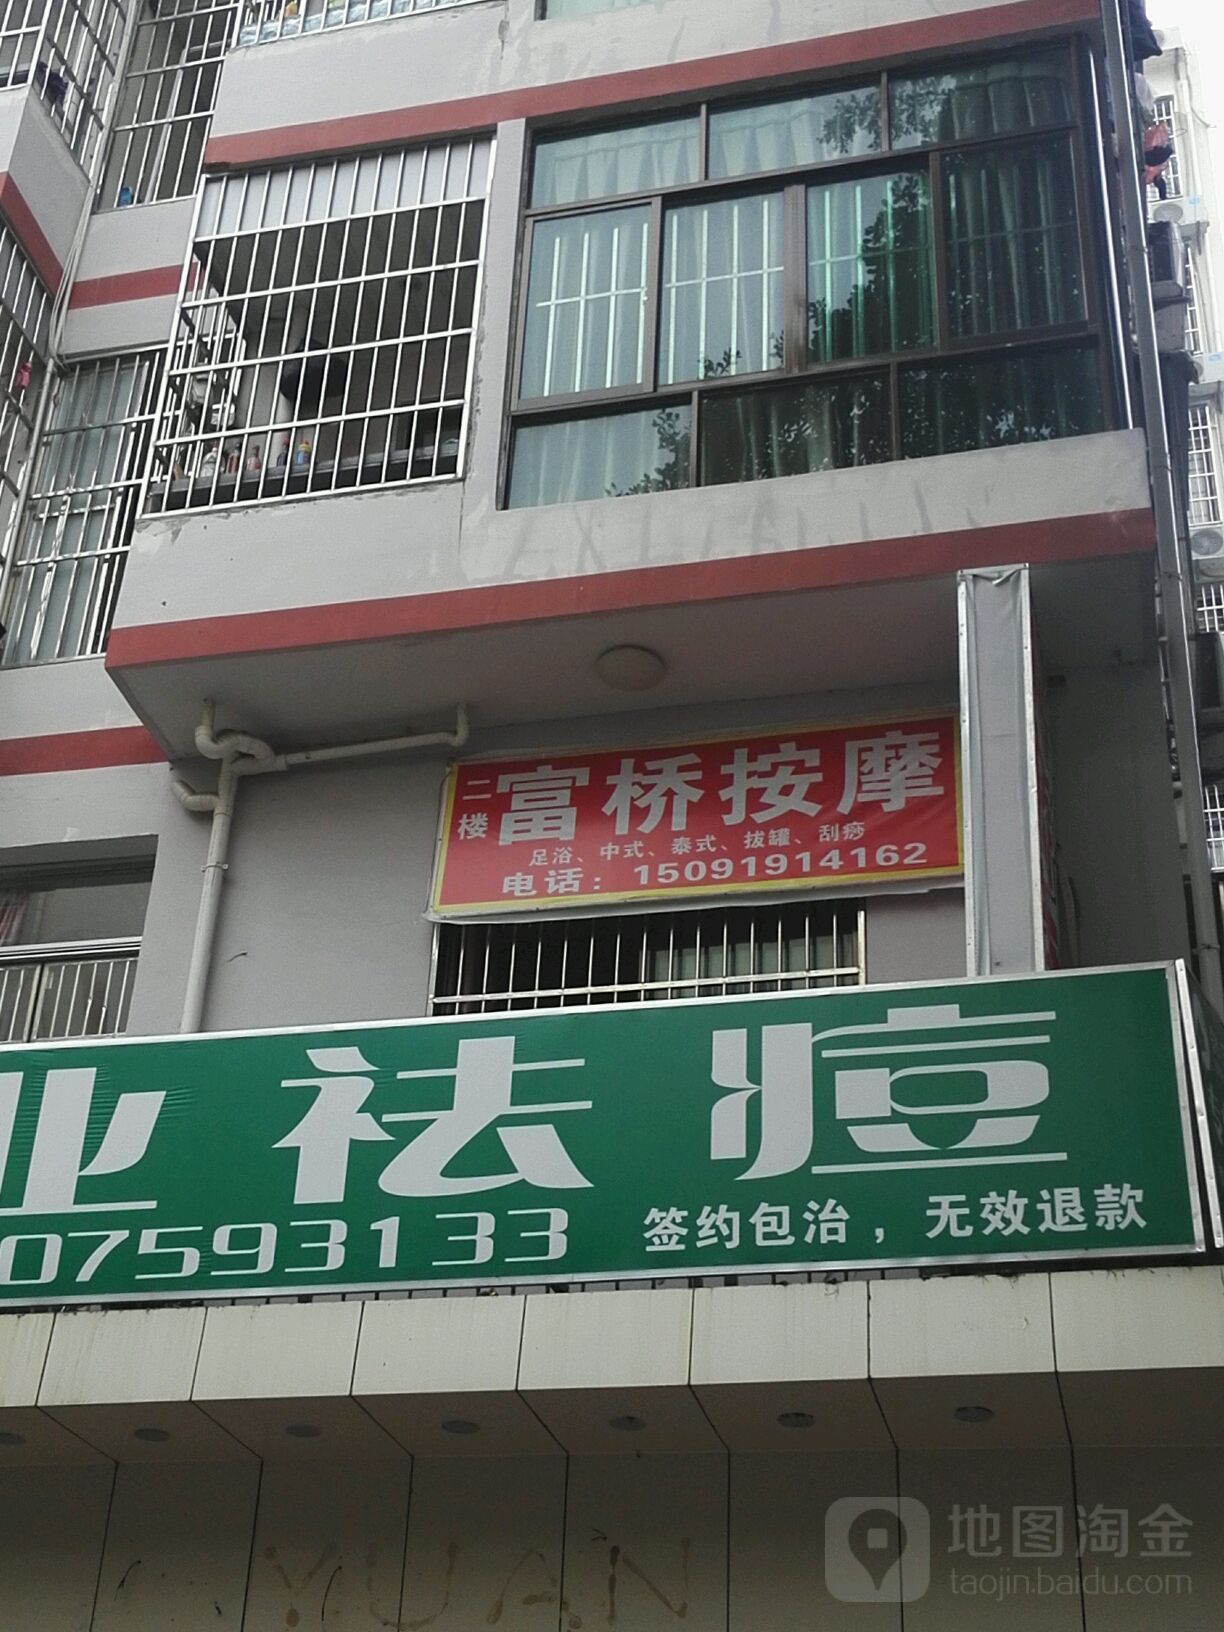 二楼 富桥按摩
足浴、中式、泰式、拔罐、刮痧
电话：15091914162
业祛痘
07593133 签约包治，无效退款
YUAN
地图淘金
taojin.baidu.com